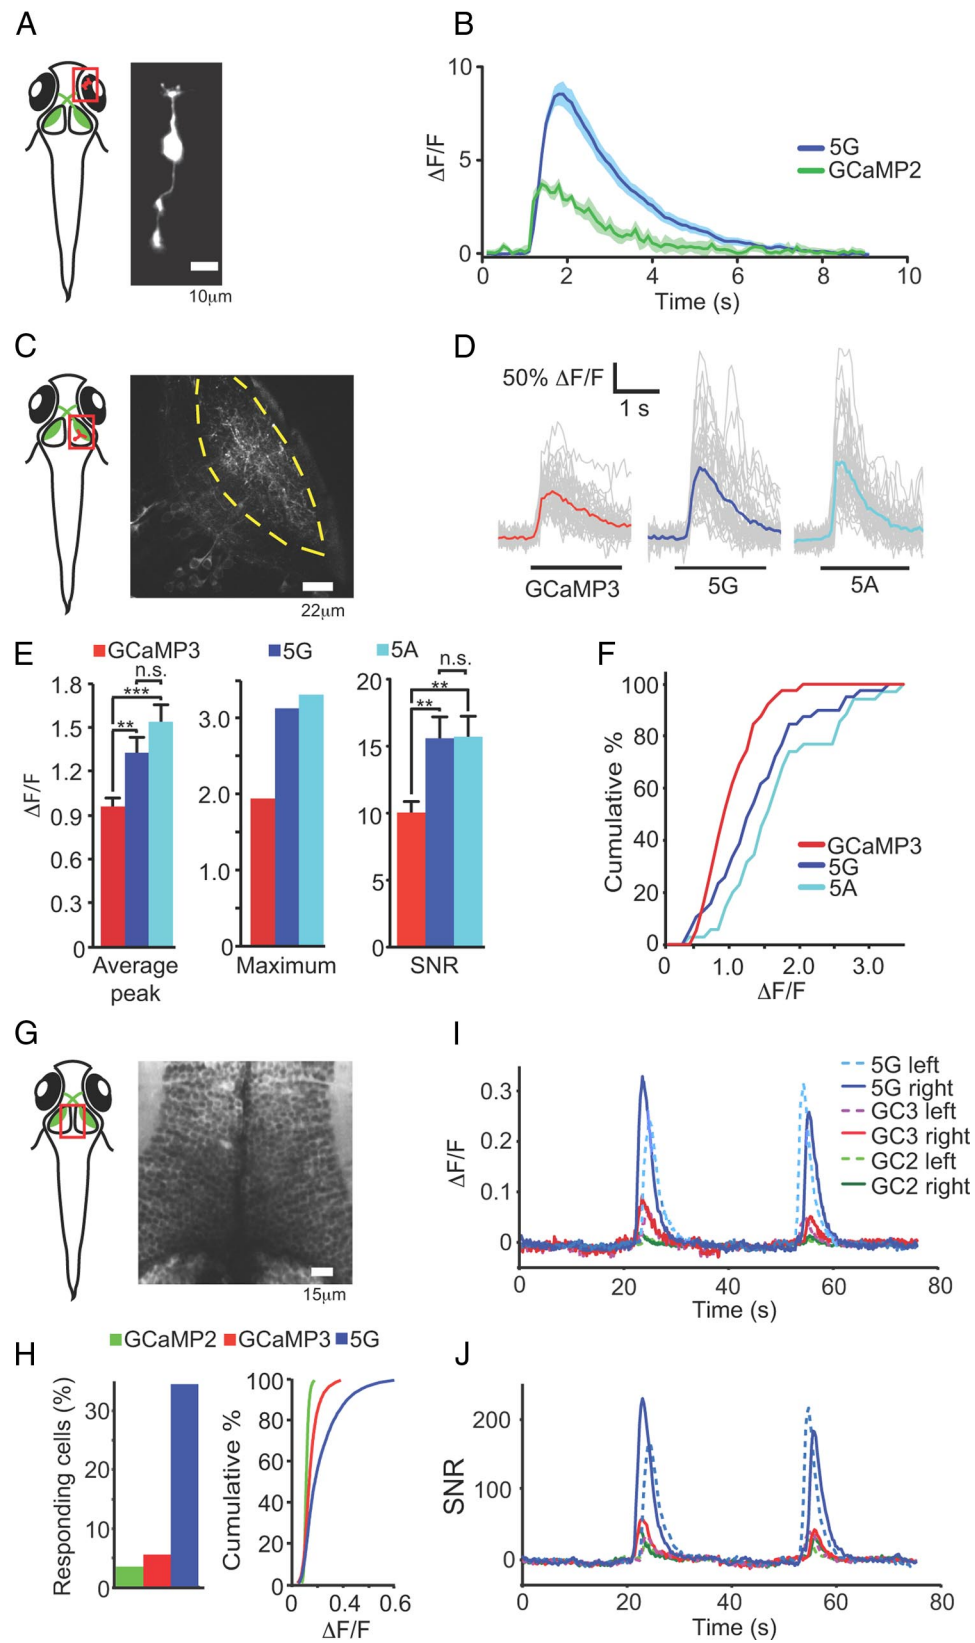 A
10μm
B
10
5
0
ΔF/F
5G
GCaMP2
0 2 4 6 8 10
Time (s)
C
22μm
D
50% ΔF/F
1 s
GCaMP3 5G 5A
E
GCaMP3 5G 5A
n.s.
***
**
1.8
1.5
1.2
0.9
0.6
0.3
0
ΔF/F
Average
peak
3.0
2.0
1.0
0
Maximum
n.s.
**
**
20
15
10
5
0
SNR
F
100
80
60
40
20
0
Cumulative %
GCaMP3
5G
5A
0 1.0 2.0 3.0
ΔF/F
G
15μm
I
5G left
5G right
GC3 left
GC3 right
GC2 left
GC2 right
0.3
0.2
0.1
0
ΔF/F
0 20 40 60 80
Time (s)
H
GCaMP2 GCaMP3 5G
30
20
10
0
Responding cells (%)
100
80
60
40
20
0
Cumulative %
0 0.4 0.6
ΔF/F
J
200
100
0
SNR
0 20 40 60 80
Time (s)